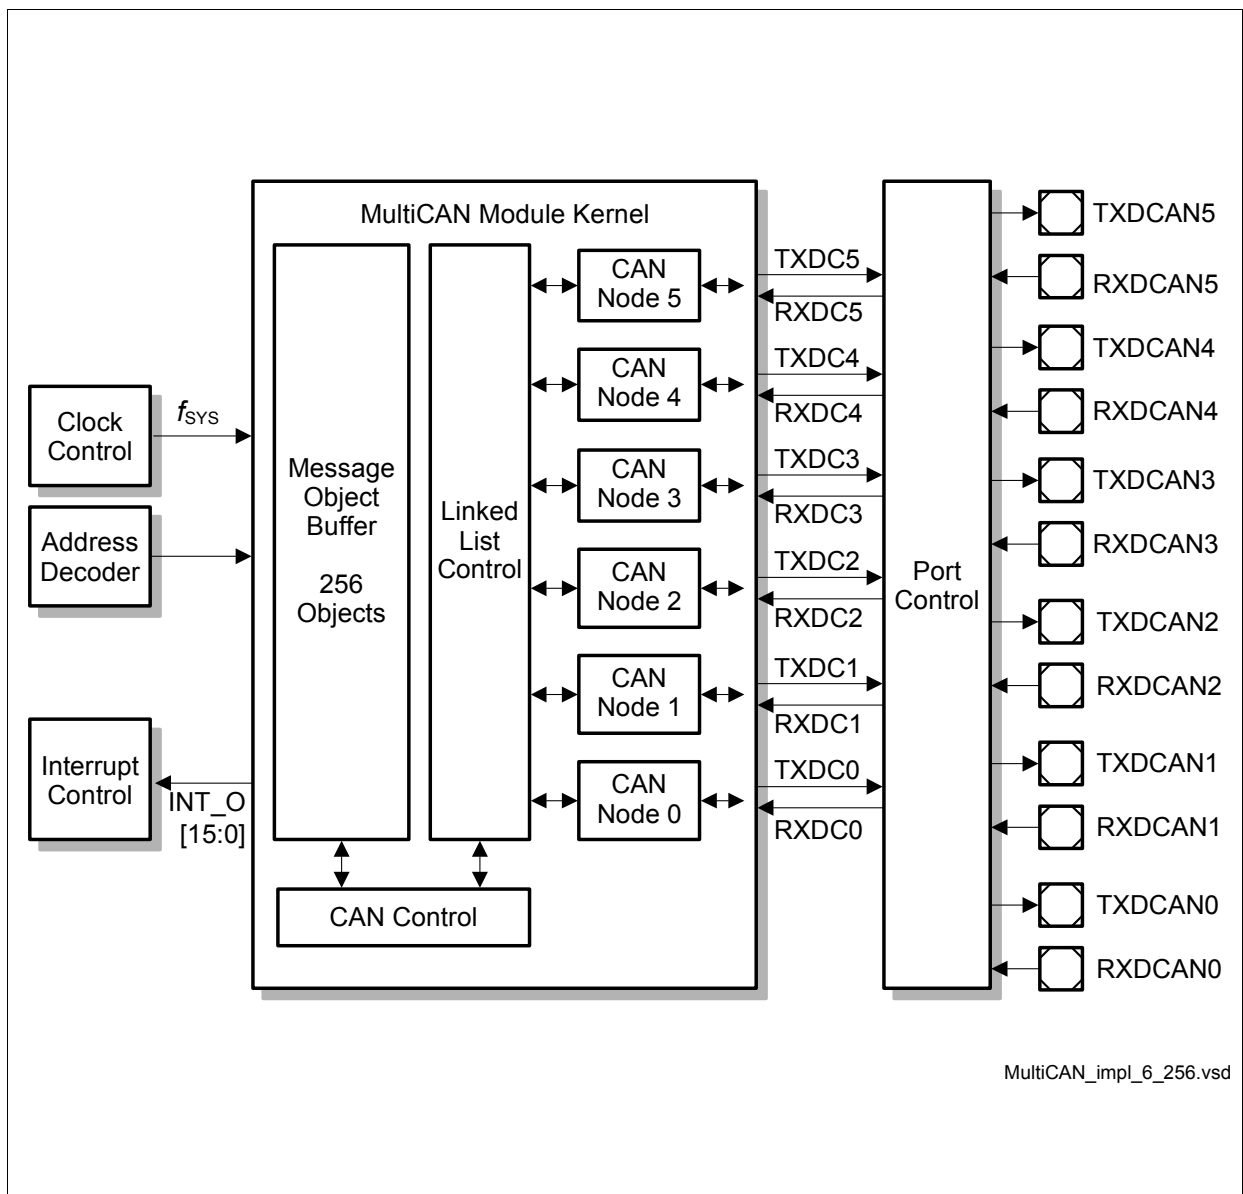 MultiCAN Module Kernel
Clock
Control
fSYS
Address
Decoder
Interrupt
Control
INT_O
[15:0]
Message
Object
Buffer
256
Objects
Linked
List
Control
CAN Control
CAN
Node 5
CAN
Node 4
CAN
Node 3
CAN
Node 2
CAN
Node 1
CAN
Node 0
TXDC5
RXDC5
TXDC4
RXDC4
TXDC3
RXDC3
TXDC2
RXDC2
TXDC1
RXDC1
TXDC0
RXDC0
Port
Control
TXDCAN5
RXDCAN5
TXDCAN4
RXDCAN4
TXDCAN3
RXDCAN3
TXDCAN2
RXDCAN2
TXDCAN1
RXDCAN1
TXDCAN0
RXDCAN0
MultiCAN_impl_6_256.vsd